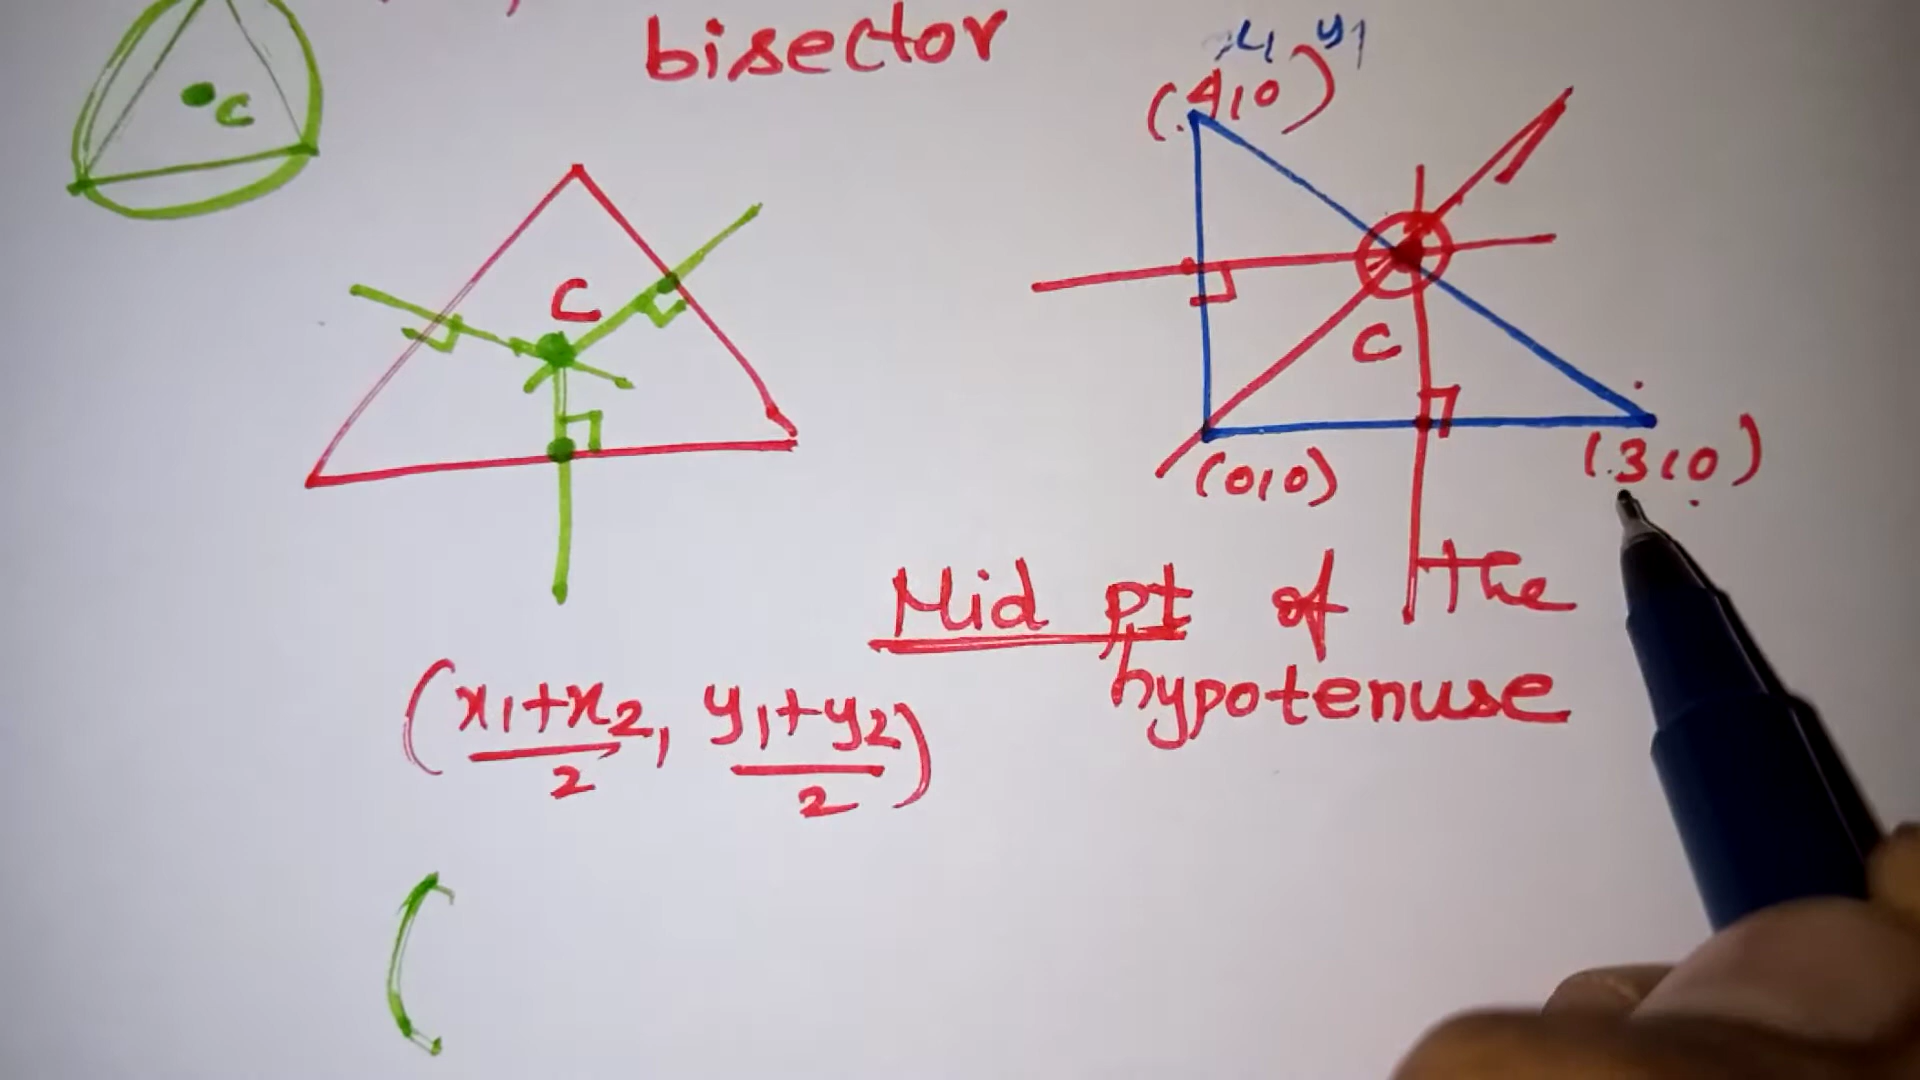 bisector
C
x1 y1
(4,0)
C
C
(0,0)
(3,0)
Mid pt of the
hypotenuse
(x1+x2/2, y1+y2/2)
(